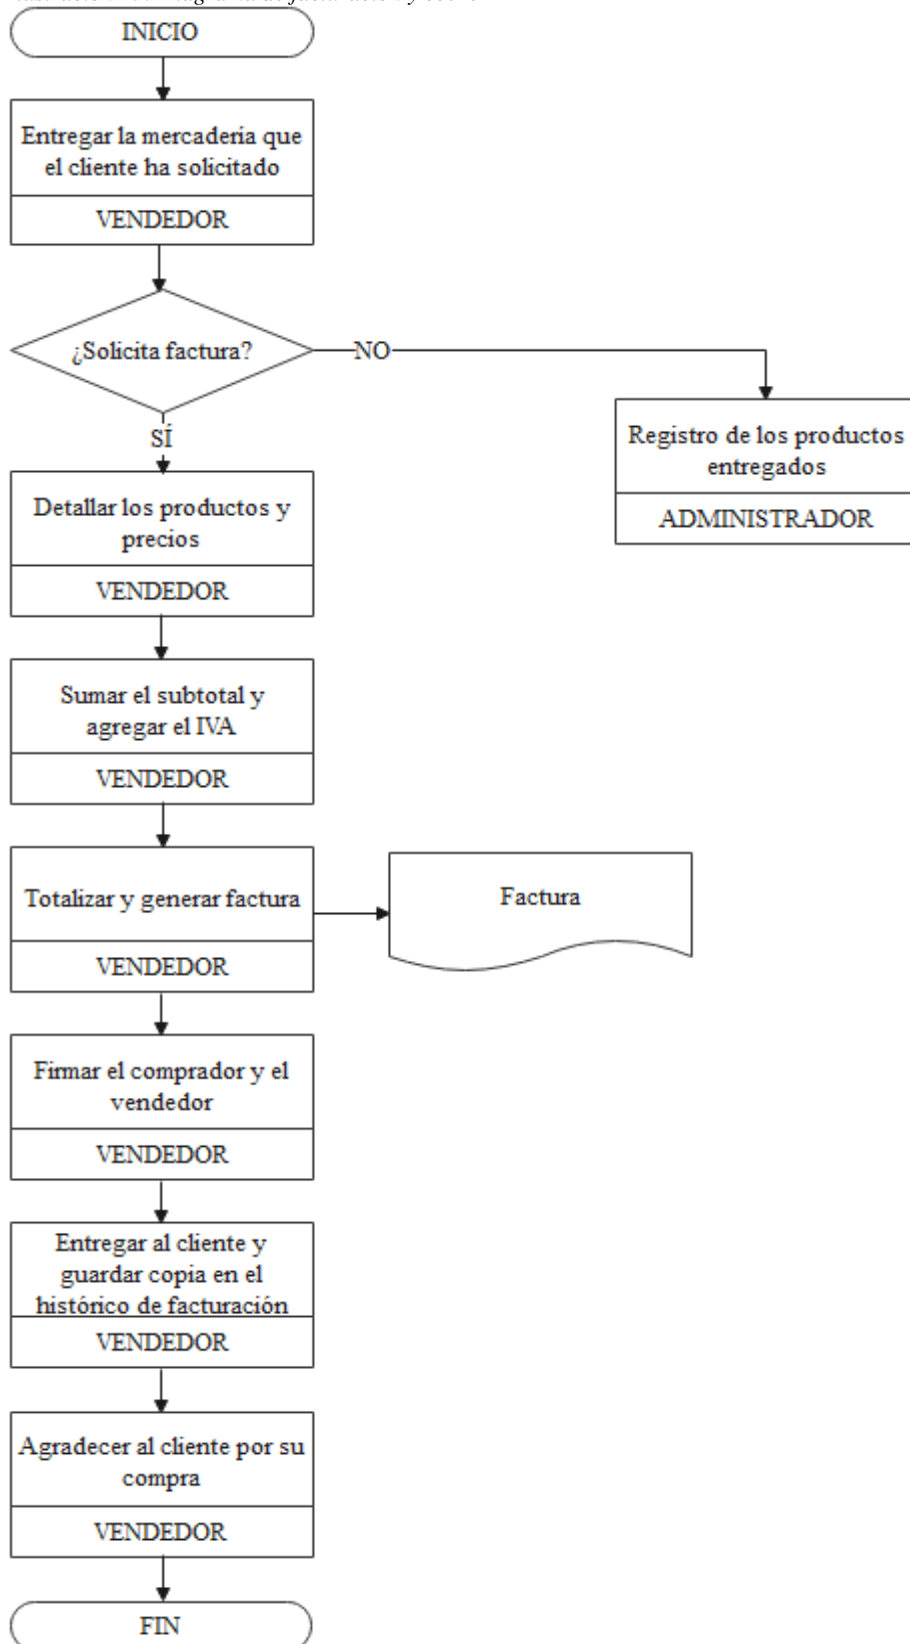 INICIO
Entregar la mercadería que
el cliente ha solicitado
VENDEDOR
¿Solicita factura?
NO
SÍ
Registro de los productos
entregados
ADMINISTRADOR
Detallar los productos y
precios
VENDEDOR
Sumar el subtotal y
agregar el IVA
VENDEDOR
Totalizar y generar factura
VENDEDOR
Factura
Firmar el comprador y el
vendedor
VENDEDOR
Entregar al cliente y
guardar copia en el
histórico de facturación
VENDEDOR
Agradecer al cliente por su
compra
VENDEDOR
FIN